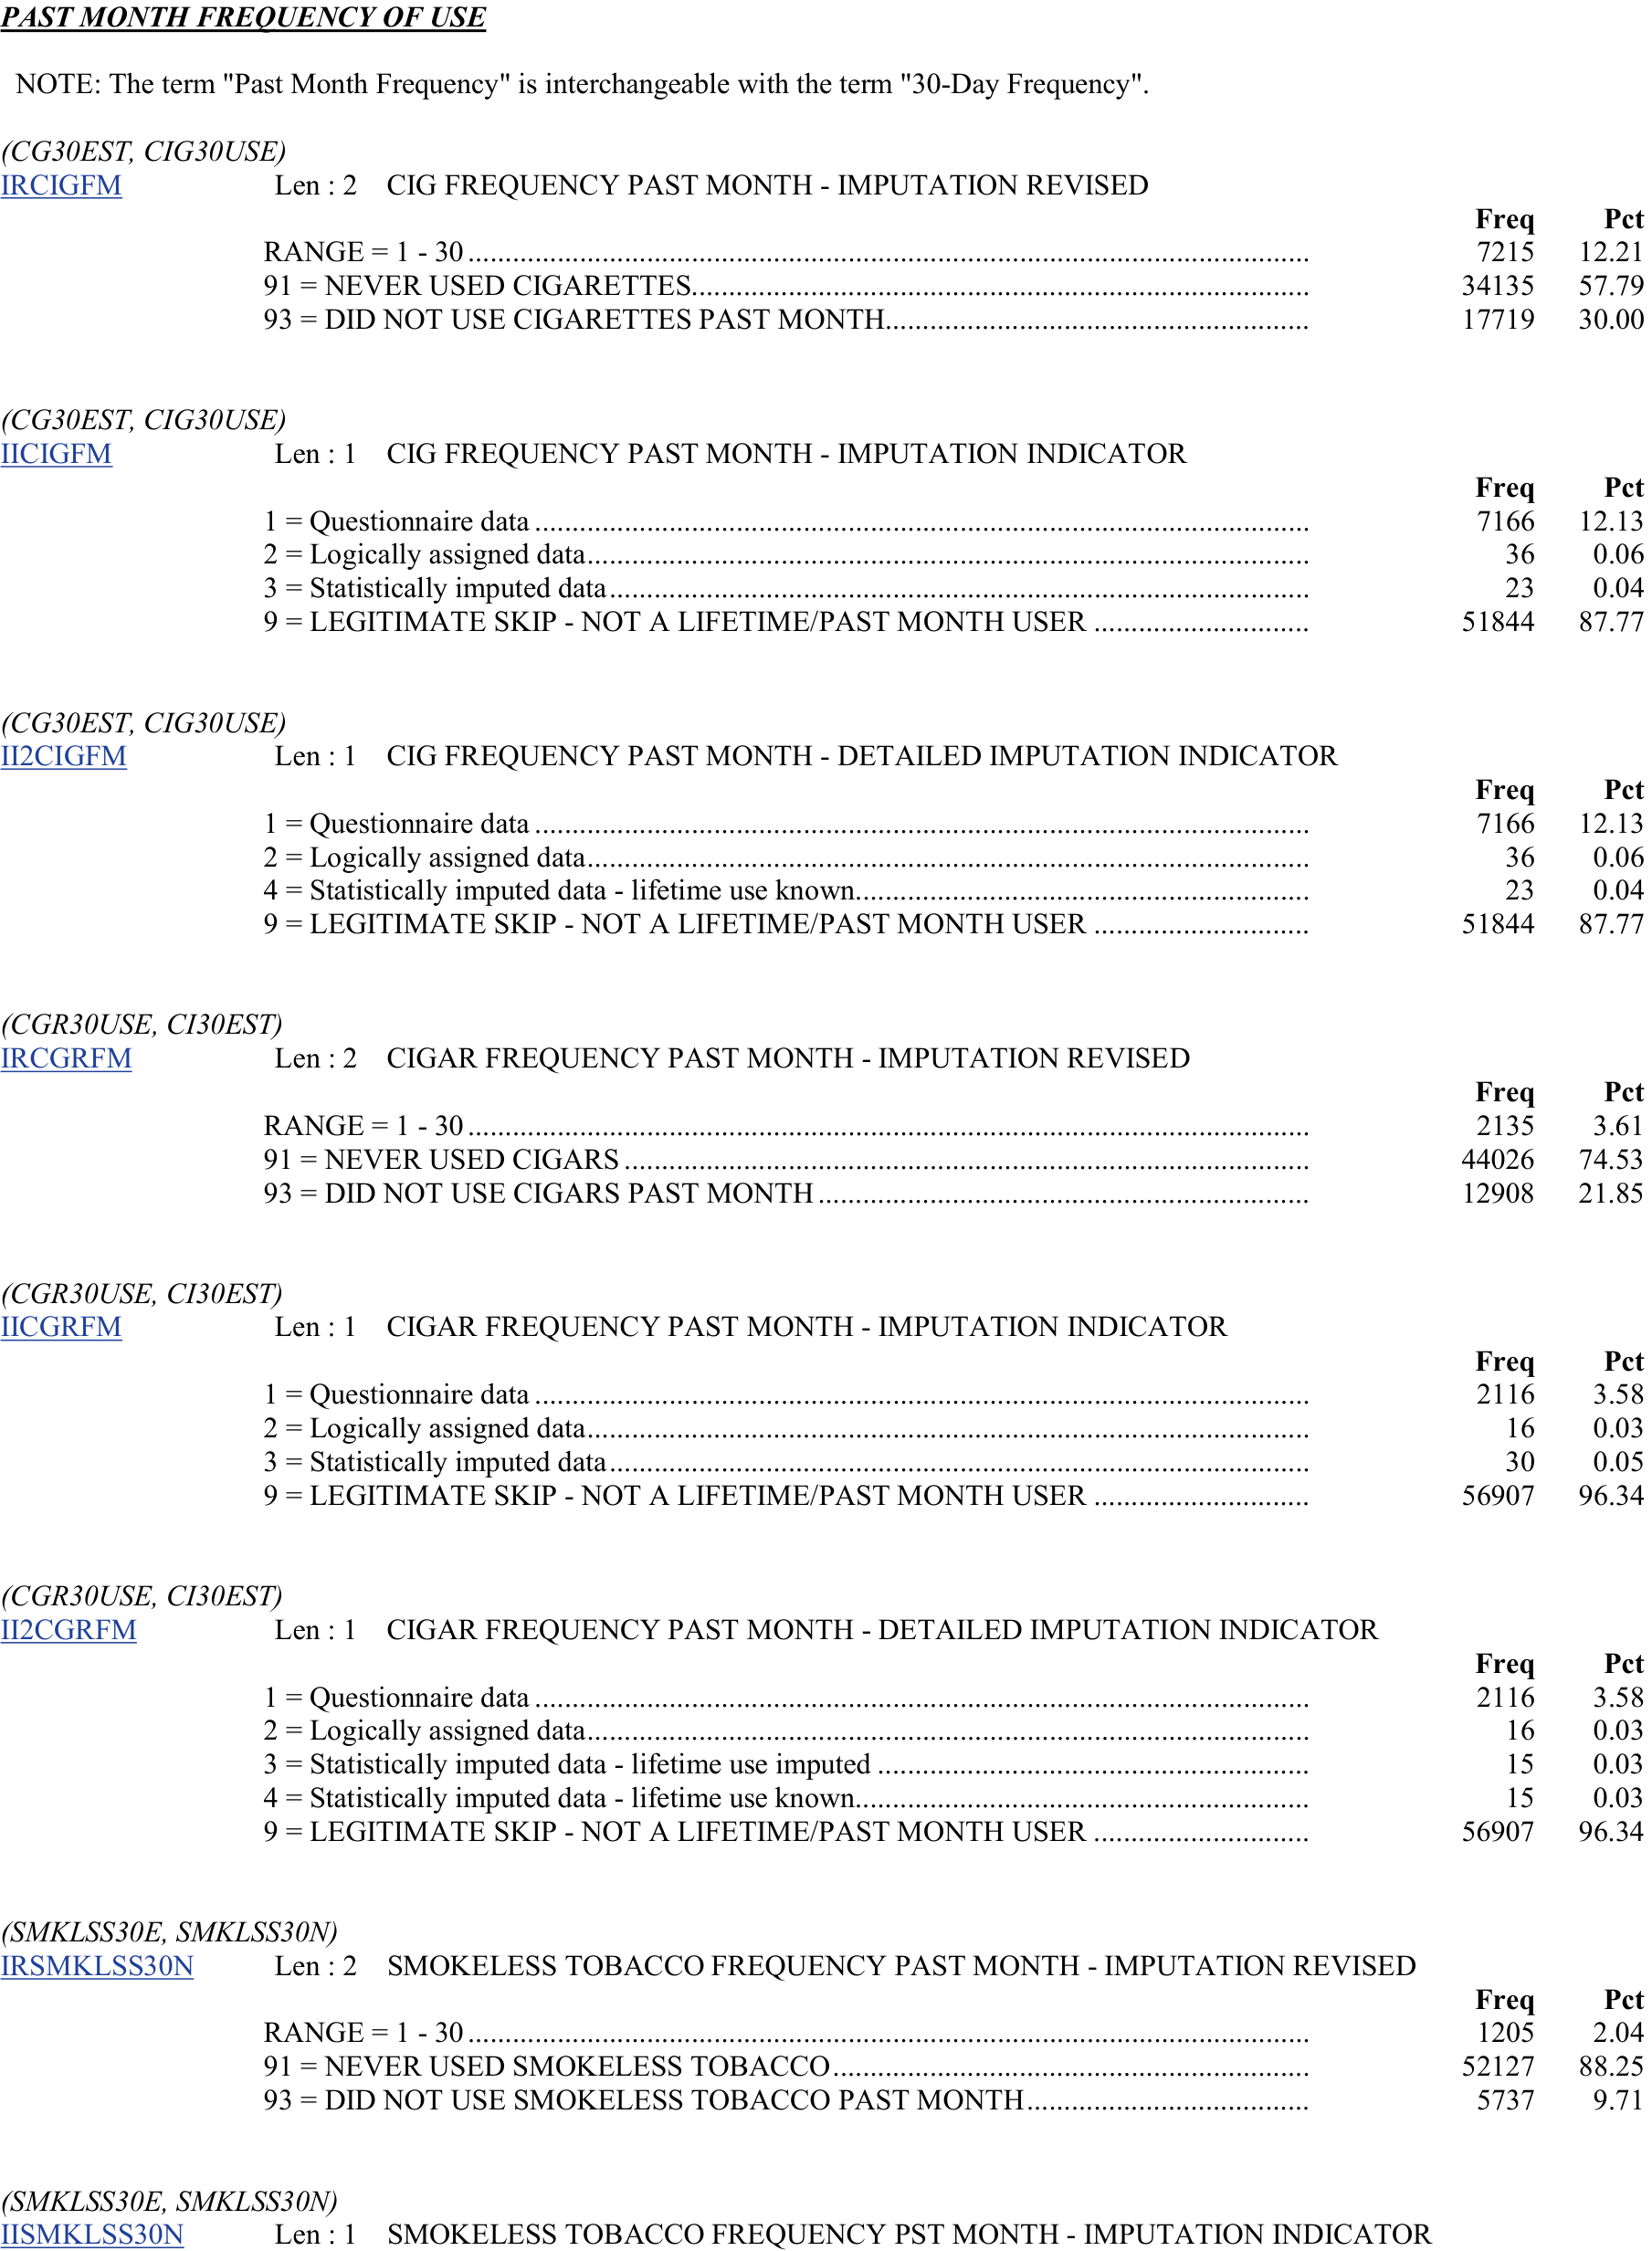 PAST MONTH FREQUENCY OF USE
NOTE: The term "Past Month Frequency" is interchangeable with the term "30-Day Frequency".
(CG30EST, CIG30USE)
IRCIGFM Len : 2 CIG FREQUENCY PAST MONTH - IMPUTATION REVISED
Freq Pct
RANGE = 1 - 30 ........ 7215 12.21
91 = NEVER USED CIGARETTES........ 34135 57.79
93 = DID NOT USE CIGARETTES PAST MONTH........ 17719 30.00
(CG30EST, CIG30USE)
IICIGFM Len : 1 CIG FREQUENCY PAST MONTH - IMPUTATION INDICATOR
Freq Pct
1 = Questionnaire data ........ 7166 12.13
2 = Logically assigned data........ 36 0.06
3 = Statistically imputed data........ 23 0.04
9 = LEGITIMATE SKIP - NOT A LIFETIME/PAST MONTH USER ........ 51844 87.77
(CG30EST, CIG30USE)
II2CIGFM Len : 1 CIG FREQUENCY PAST MONTH - DETAILED IMPUTATION INDICATOR
Freq Pct
1 = Questionnaire data ........ 7166 12.13
2 = Logically assigned data........ 36 0.06
4 = Statistically imputed data - lifetime use known........ 23 0.04
9 = LEGITIMATE SKIP - NOT A LIFETIME/PAST MONTH USER ........ 51844 87.77
(CGR30USE, CI30EST)
IRCGRFM Len : 2 CIGAR FREQUENCY PAST MONTH - IMPUTATION REVISED
Freq Pct
RANGE = 1 - 30 ........ 2135 3.61
91 = NEVER USED CIGARS ........ 44026 74.53
93 = DID NOT USE CIGARS PAST MONTH ........ 12908 21.85
(CGR30USE, CI30EST)
IICGRFM Len : 1 CIGAR FREQUENCY PAST MONTH - IMPUTATION INDICATOR
Freq Pct
1 = Questionnaire data ........ 2116 3.58
2 = Logically assigned data........ 16 0.03
3 = Statistically imputed data........ 30 0.05
9 = LEGITIMATE SKIP - NOT A LIFETIME/PAST MONTH USER ........ 56907 96.34
(CGR30USE, CI30EST)
II2CGRFM Len : 1 CIGAR FREQUENCY PAST MONTH - DETAILED IMPUTATION INDICATOR
Freq Pct
1 = Questionnaire data ........ 2116 3.58
2 = Logically assigned data........ 16 0.03
3 = Statistically imputed data - lifetime use imputed ........ 15 0.03
4 = Statistically imputed data - lifetime use known........ 15 0.03
9 = LEGITIMATE SKIP - NOT A LIFETIME/PAST MONTH USER ........ 56907 96.34
(SMKLSS30E, SMKLSS30N)
IRSMKLSS30N Len : 2 SMOKELESS TOBACCO FREQUENCY PAST MONTH - IMPUTATION REVISED
Freq Pct
RANGE = 1 - 30 ........ 1205 2.04
91 = NEVER USED SMOKELESS TOBACCO ........ 52127 88.25
93 = DID NOT USE SMOKELESS TOBACCO PAST MONTH........ 5737 9.71
(SMKLSS30E, SMKLSS30N)
IISMKLSS30N Len : 1 SMOKELESS TOBACCO FREQUENCY PST MONTH - IMPUTATION INDICATOR